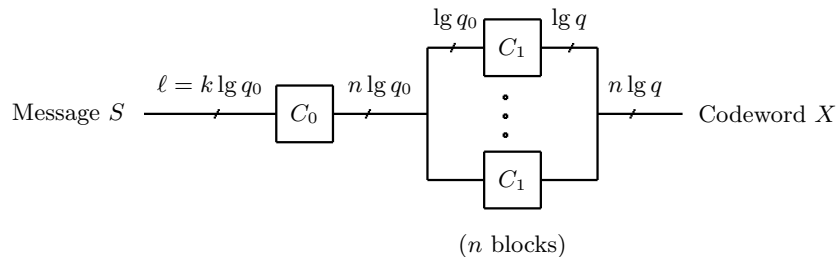 lg q₀ C₁ lg q
Message S ℓ = k lg q₀ C₀ n lg q₀ n lg q Codeword X
C₁
(n blocks)